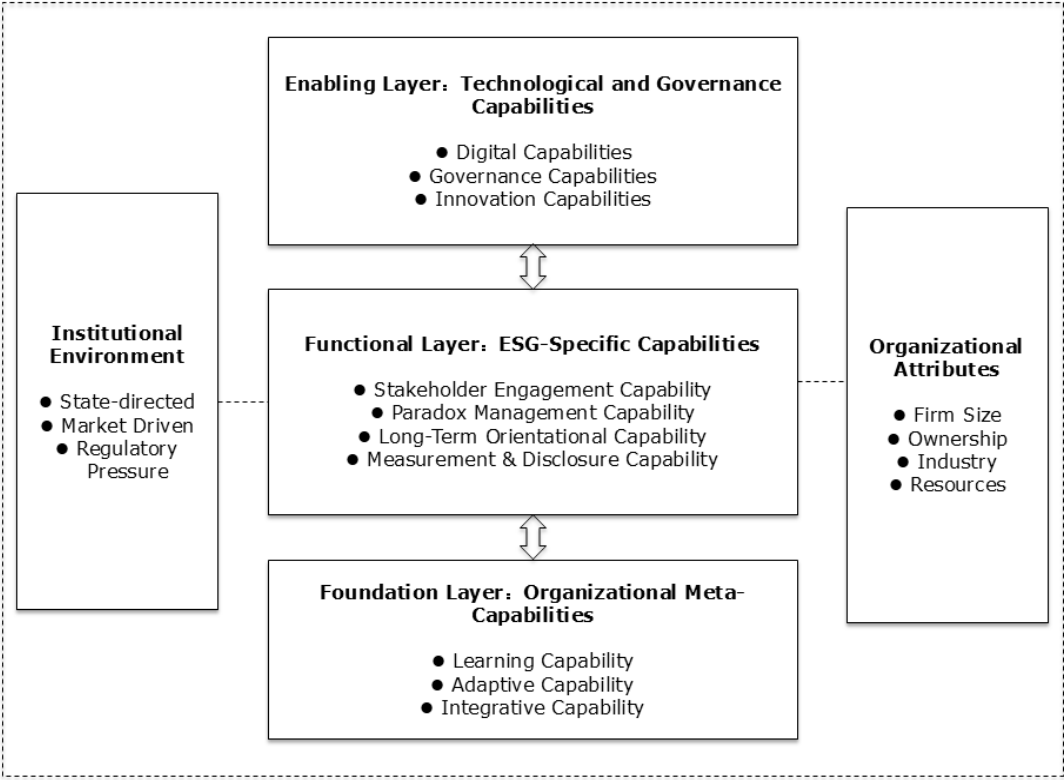 Enabling Layer：Technological and Governance
Capabilities
● Digital Capabilities
● Governance Capabilities
● Innovation Capabilities
Institutional
Environment
● State-directed
● Market Driven
● Regulatory
Pressure
Functional Layer：ESG-Specific Capabilities
● Stakeholder Engagement Capability
● Paradox Management Capability
● Long-Term Orientational Capability
● Measurement & Disclosure Capability
Organizational
Attributes
● Firm Size
● Ownership
● Industry
● Resources
Foundation Layer：Organizational Meta-
Capabilities
● Learning Capability
● Adaptive Capability
● Integrative Capability